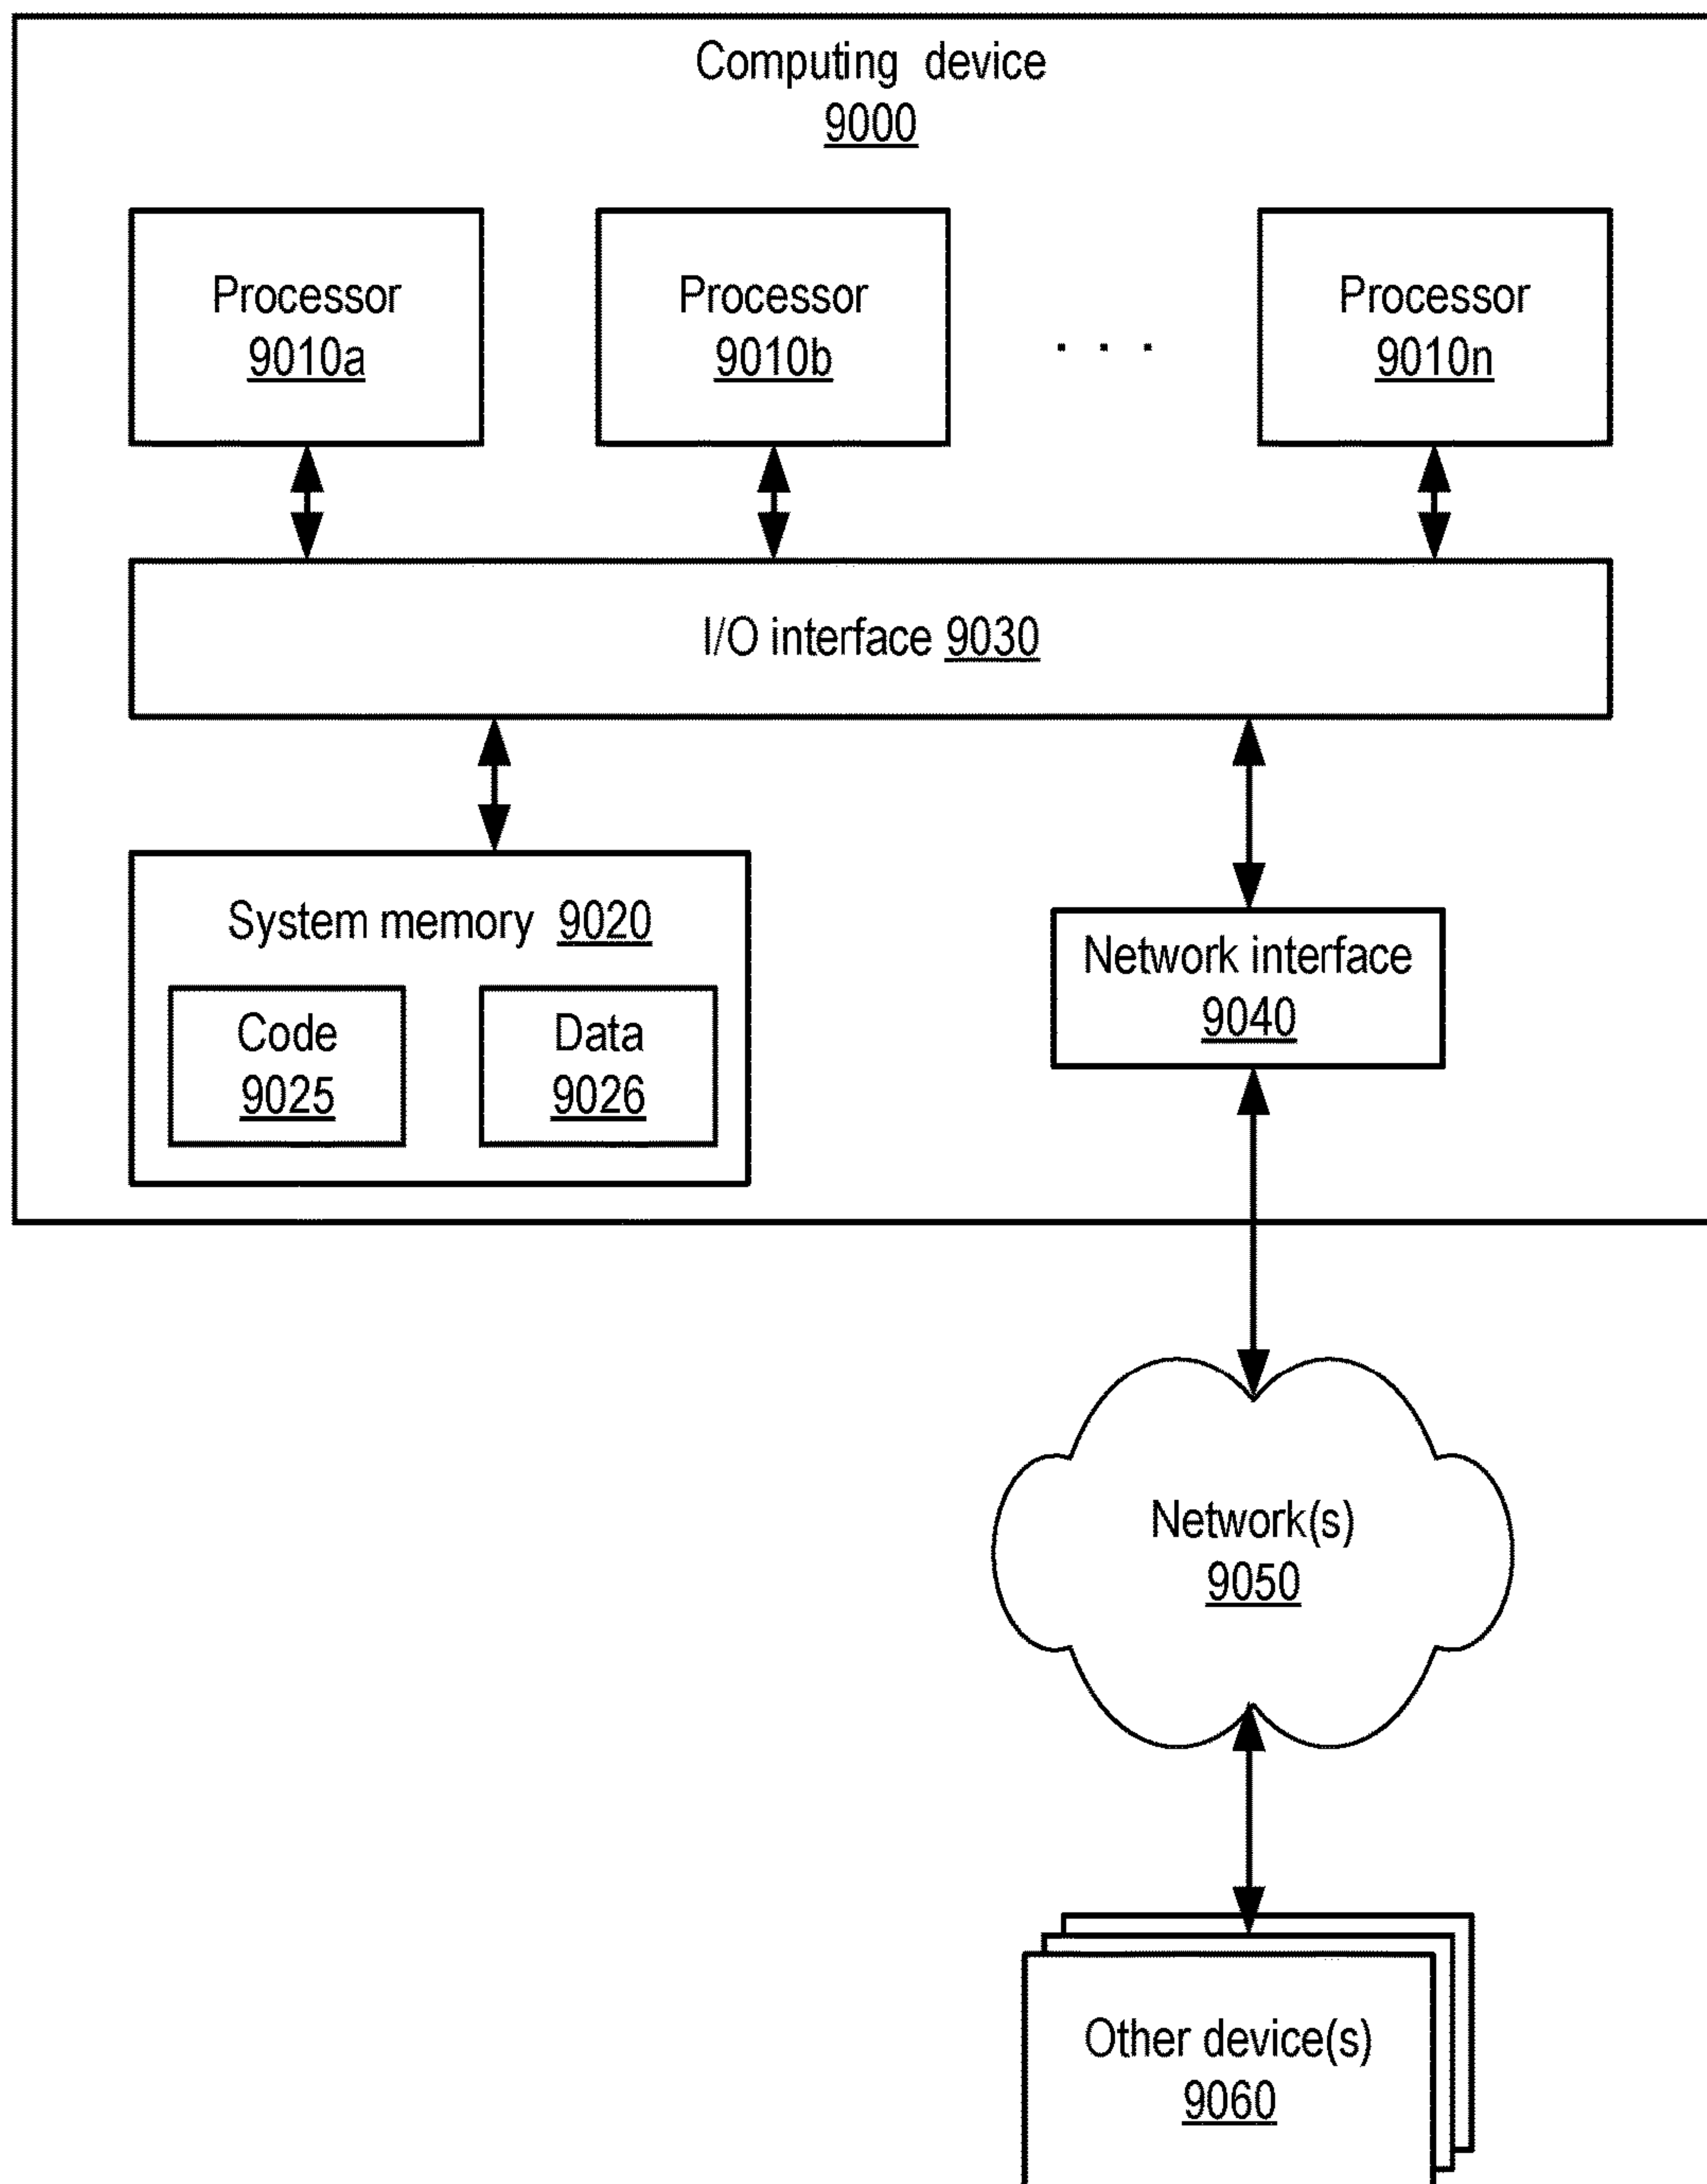 Computing device
9000
Processor
9010a
Processor
9010b
. . .
Processor
9010n
I/O interface 9030
System memory 9020
Code
9025
Data
9026
Network interface
9040
Network(s)
9050
Other device(s)
9060